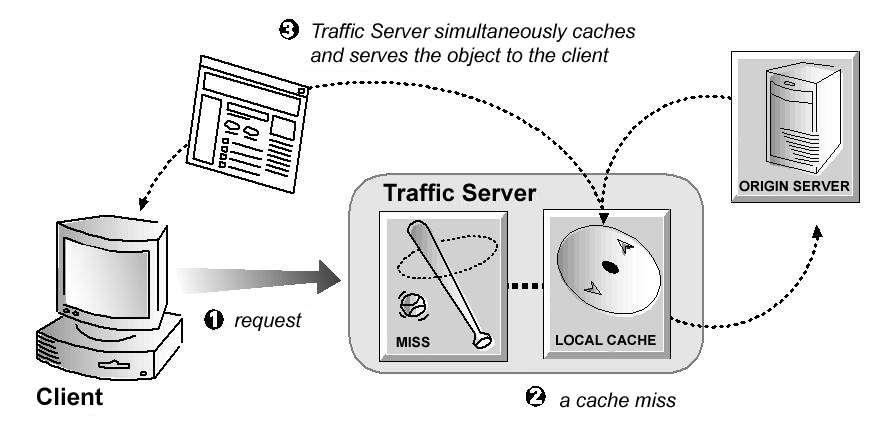 ❸ Traffic Server simultaneously caches
and serves the object to the client
ORIGIN SERVER
Traffic Server
MISS
LOCAL CACHE
❶ request
Client
❷ a cache miss